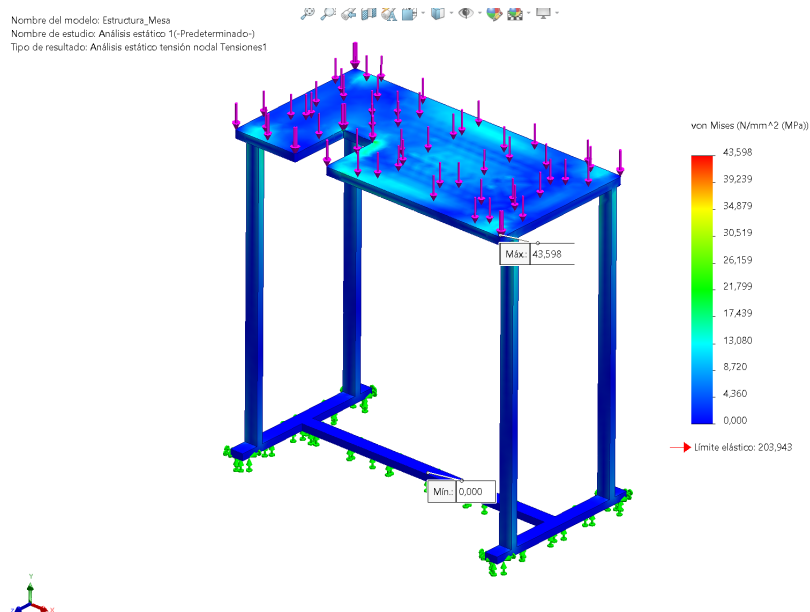 Nombre del modelo: Estructura_Mesa
Nombre de estudio: Análisis estático 1(-Predeterminado-)
Tipo de resultado: Análisis estático tensión nodal Tensiones1
von Mises (N/mm^2 (MPa))
43,598
39,239
34,879
30,519
26,159
21,799
17,439
13,080
8,720
4,360
0,000
Límite elástico: 203,943
Máx.: 43,598
Mín.: 0,000
Y
Z
X